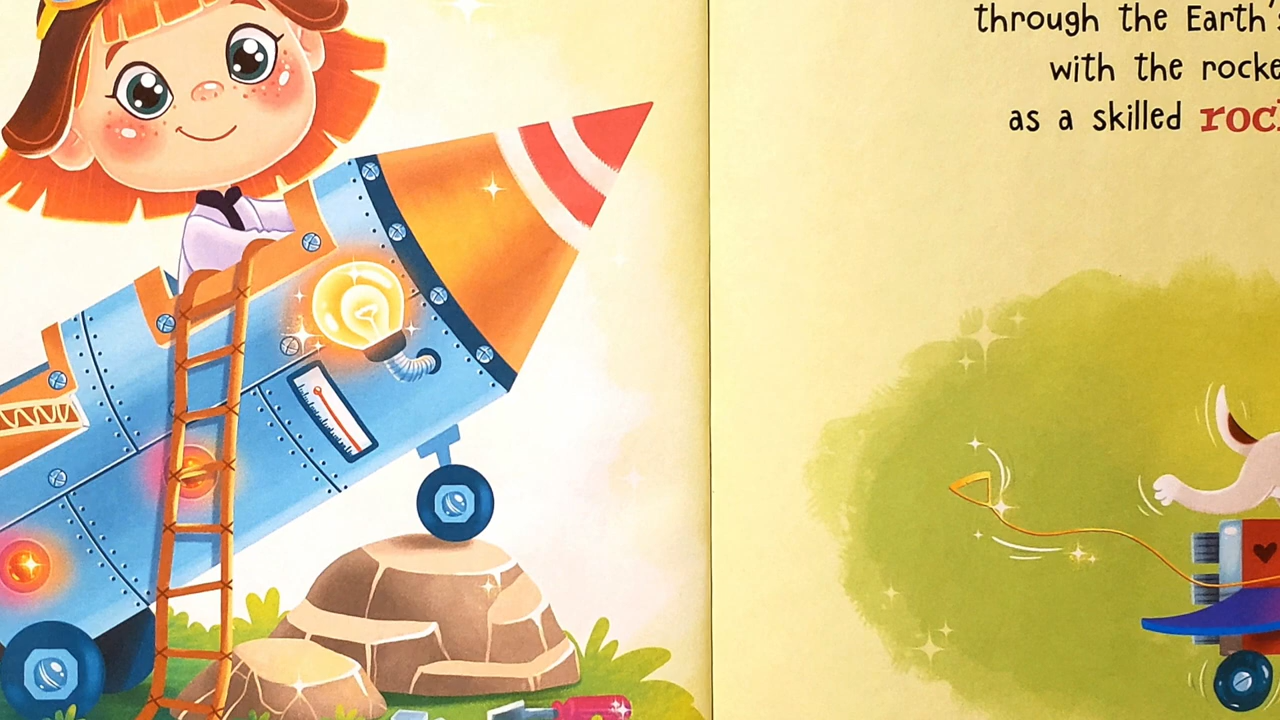 through the Earth's
with the
as a skilled